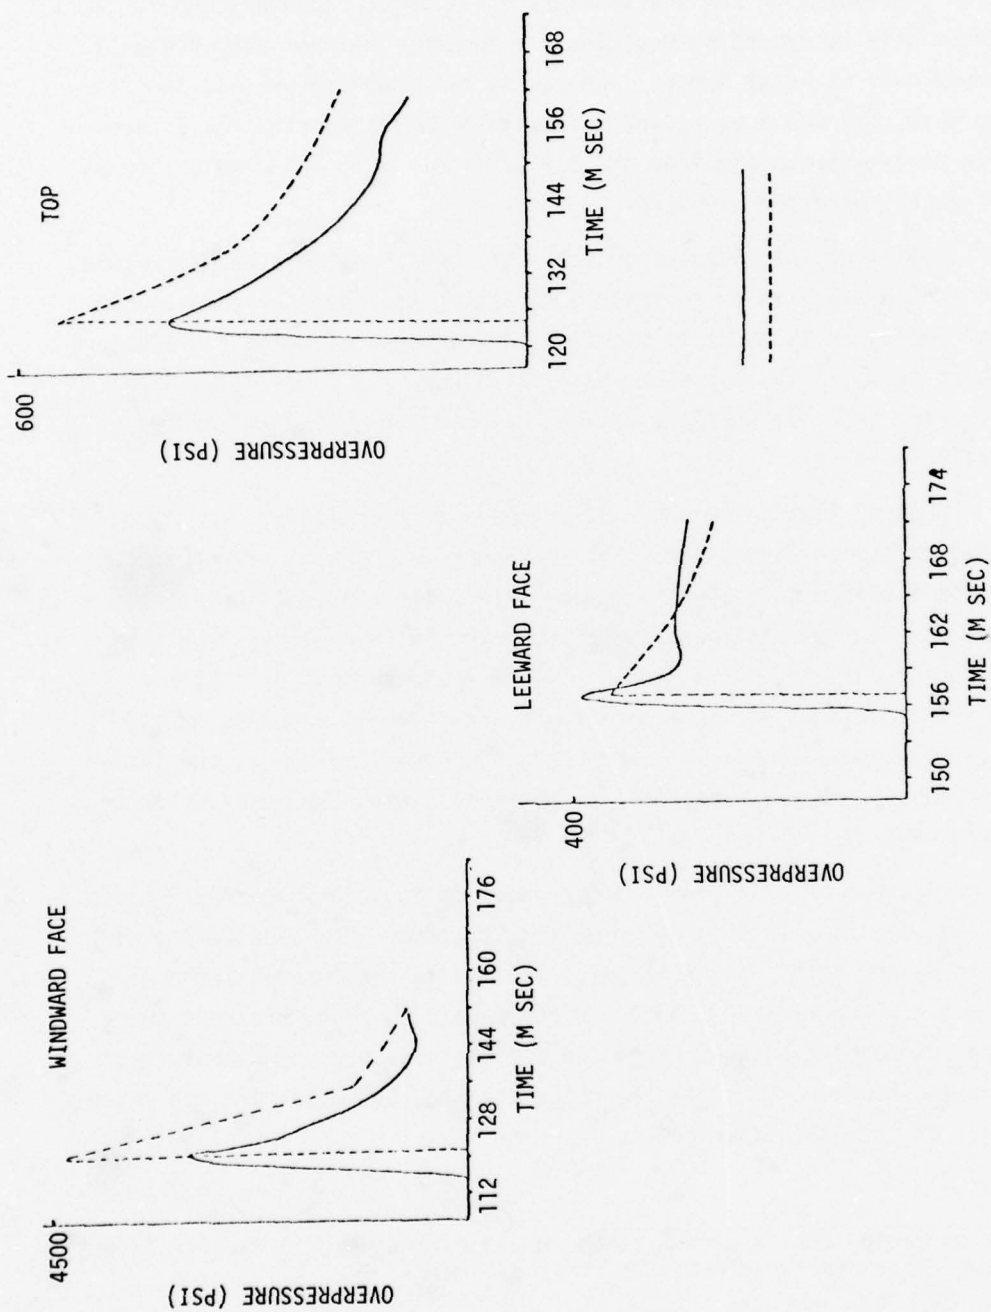 WINDWARD FACE
4500
OVERPRESSURE (PSI)
112 128 144 160 176
TIME (M SEC)
LEEWARD FACE
400
OVERPRESSURE (PSI)
150 156 162 168 174
TIME (M SEC)
TOP
600
OVERPRESSURE (PSI)
120 132 144 156 168
TIME (M SEC)